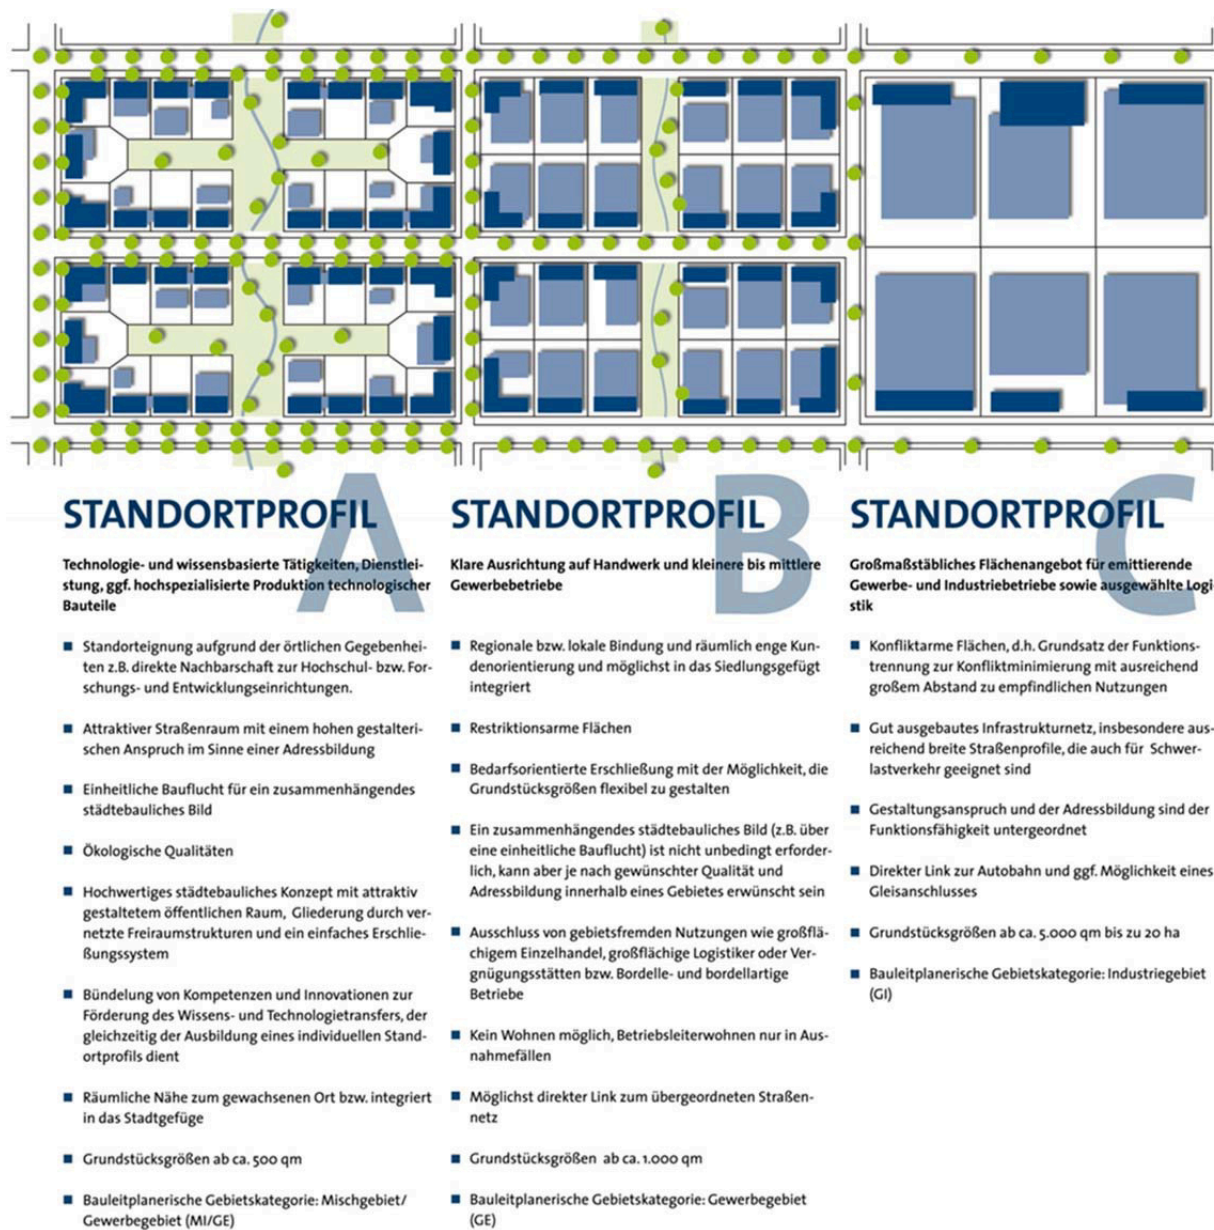 STANDORTPROFIL
A
Technologie- und wissensbasierte Tätigkeiten, Dienstlei-
stung, ggf. hochspezialisierte Produktion technologischer
Bauteile
Standorteignung aufgrund der örtlichen Gegebenhei-
ten z.B. direkte Nachbarschaft zur Hochschul- bzw. For-
schungs- und Entwicklungseinrichtungen.
Attraktiver Straßenraum mit einem hohen gestalteri-
schen Anspruch im Sinne einer Adressbildung
Einheitliche Bauflucht für ein zusammenhängendes
städtebauliches Bild
Ökologische Qualitäten
Hochwertiges städtebauliches Konzept mit attraktiv
gestaltetem öffentlichen Raum, Gliederung durch ver-
netzte Freiraumstrukturen und ein einfaches Erschlie-
ßungssystem
Bündelung von Kompetenzen und Innovationen zur
Förderung des Wissens- und Technologietransfers, der
gleichzeitig der Ausbildung eines individuellen Stand-
ortprofils dient
Räumliche Nähe zum gewachsenen Ort bzw. integriert
in das Stadtgefüge
Grundstücksgrößen ab ca. 500 qm
Bauleitplanerische Gebietskategorie: Mischgebiet/
Gewerbegebiet (MI/GE)
STANDORTPROFIL
B
Klare Ausrichtung auf Handwerk und kleinere bis mittlere
Gewerbebetriebe
Regionale bzw. lokale Bindung und räumlich enge Kun-
denorientierung und möglichst in das Siedlungsgefügt
integriert
Restriktionsarme Flächen
Bedarfsorientierte Erschließung mit der Möglichkeit, die
Grundstücksgrößen flexibel zu gestalten
Ein zusammenhängendes städtebauliches Bild (z.B. über
eine einheitliche Bauflucht) ist nicht unbedingt erforder-
lich, kann aber je nach gewünschter Qualität und
Adressbildung innerhalb eines Gebietes erwünscht sein
Ausschluss von gebietsfremden Nutzungen wie großflä-
chigem Einzelhandel, großflächige Logistiker oder Ver-
gnügungsstätten bzw. Bordelle- und bordellartige
Betriebe
Kein Wohnen möglich, Betriebsleiterwohnen nur in Aus-
nahmefällen
Möglichst direkter Link zum übergeordneten Straßen-
netz
Grundstücksgrößen ab ca. 1.000 qm
Bauleitplanerische Gebietskategorie: Gewerbegebiet
(GE)
STANDORTPROFIL
C
Großmaßstäbliches Flächenangebot für emittierende
Gewerbe- und Industriebetriebe sowie ausgewählte Logi
stik
Konfliktarme Flächen, d.h. Grundsatz der Funktions-
trennung zur Konfliktminimierung mit ausreichend
großem Abstand zu empfindlichen Nutzungen
Gut ausgebautes Infrastrukturnetz, insbesondere aus-
reichend breite Straßenprofile, die auch für Schwer-
lastverkehr geeignet sind
Gestaltungsanspruch und der Adressbildung sind der
Funktionsfähigkeit untergeordnet
Direkter Link zur Autobahn und ggf. Möglichkeit eines
Gleisanschlusses
Grundstücksgrößen ab ca. 5.000 qm bis zu 20 ha
Bauleitplanerische Gebietskategorie: Industriegebiet
(GI)